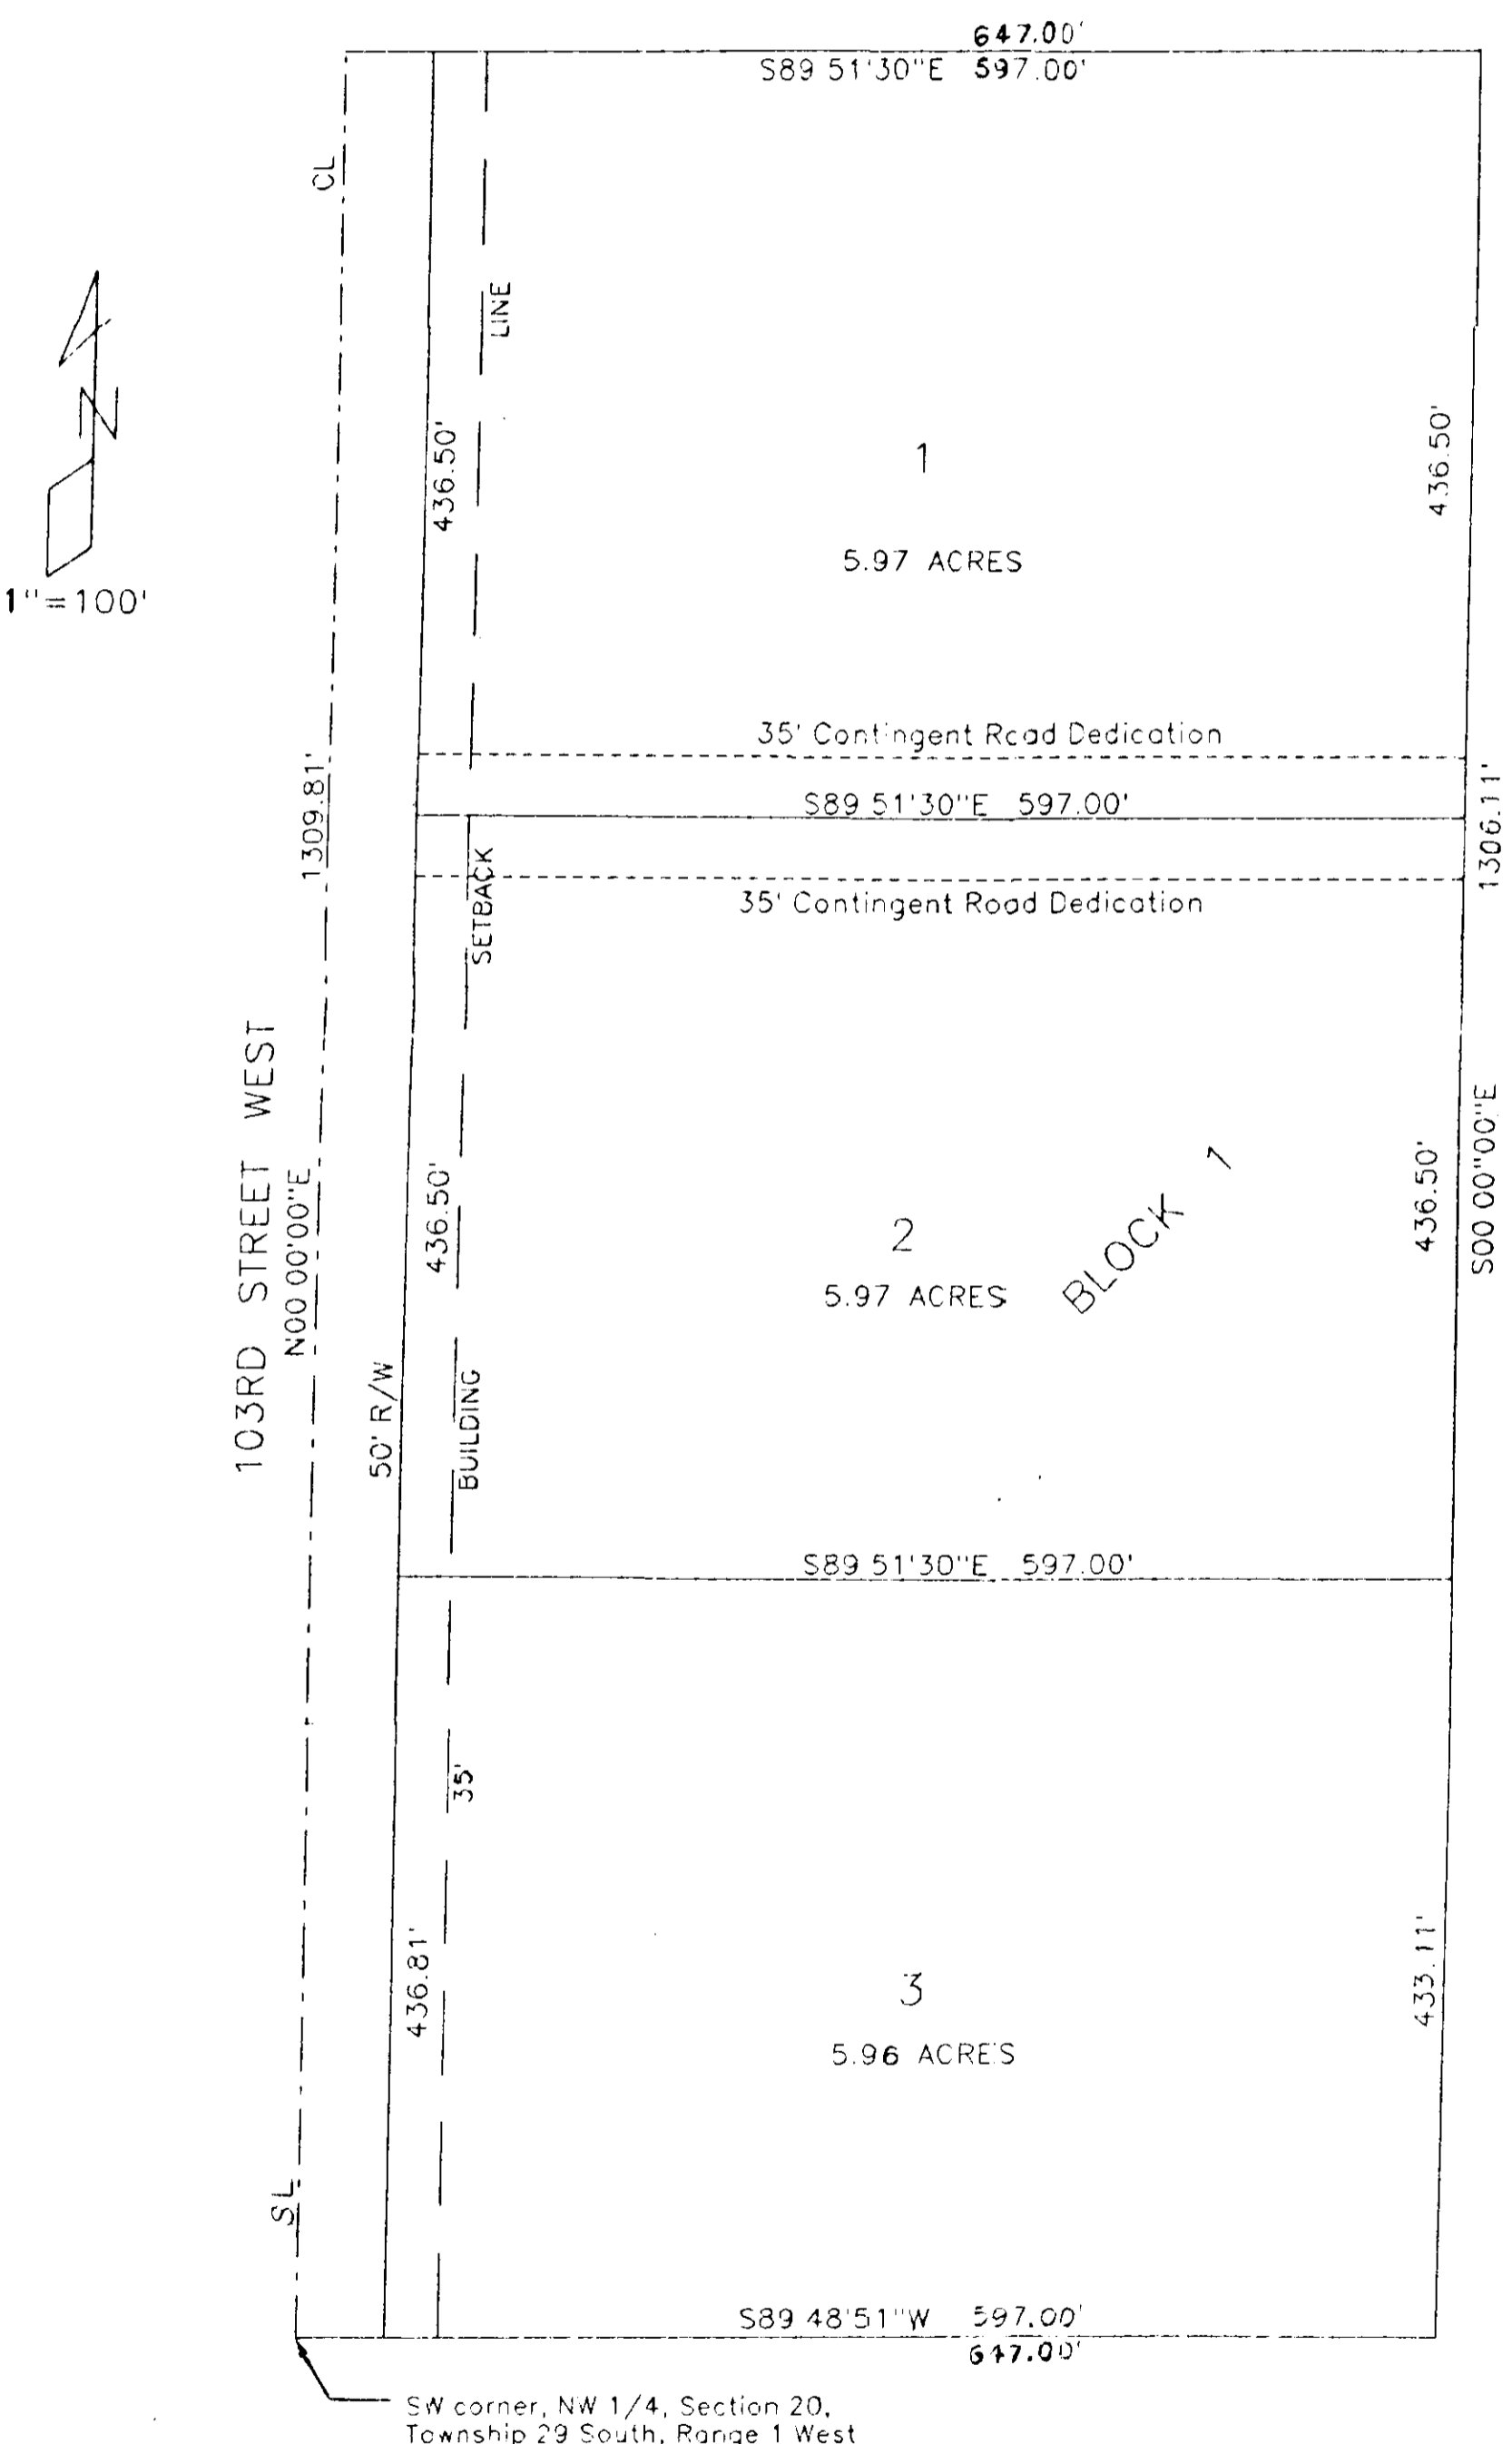 647.00'
S89 51'30"E 597.00'
CL
LINE
N
1"=100'
436.50'
1
436.50'
5.97 ACRES
35' Contingent Road Dedication
1309.81'
S89 51'30"E 597.00'
1306.11'
SETBACK
35' Contingent Road Dedication
103RD STREET WEST
N00 00'00"E
436.50'
2
BLOCK 1
436.50'
S00 00"00"E
5.97 ACRES
50' R/W
BUILDING
S89 51'30"E 597.00'
35'
436.81'
3
433.11'
5.96 ACRES
SL
S89 48'51"W 597.00'
647.00'
SW corner, NW 1/4, Section 20,
Township 29 South, Range 1 West